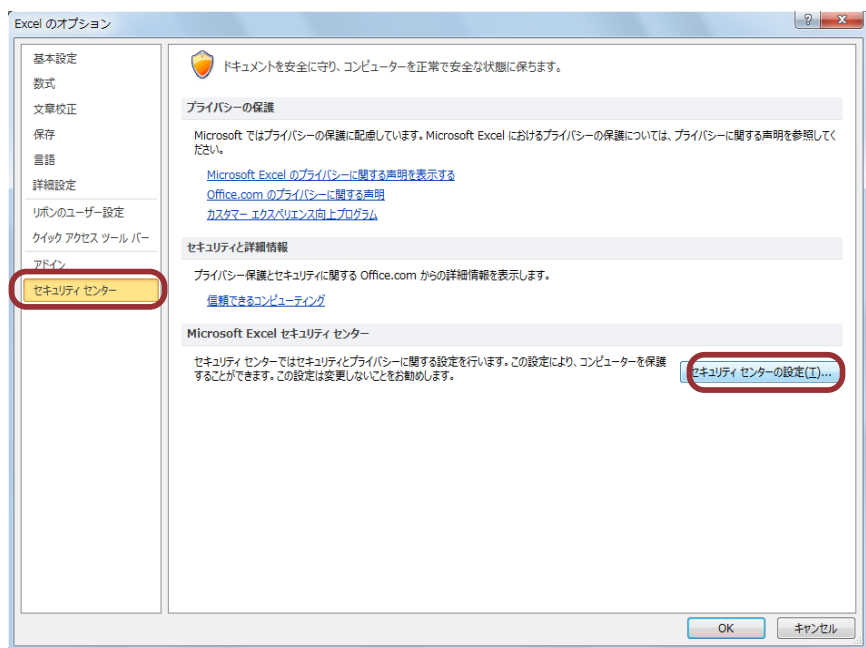 Excel のオプション
基本設定
数式
文章校正
保存
言語
詳細設定
リボンのユーザー設定
クイック アクセス ツール バー
アドイン
セキュリティ センター
ドキュメントを安全に守り、コンピューターを正常で安全な状態に保ちます。
プライバシーの保護
Microsoft ではプライバシーの保護に配慮しています。Microsoft Excel におけるプライバシーの保護については、プライバシーに関する声明を参照してく
ださい。
Microsoft Excel のプライバシーに関する声明を表示する
Office.com のプライバシーに関する声明
カスタマー エクスペリエンス向上プログラム
セキュリティと詳細情報
プライバシー保護とセキュリティに関する Office.com からの詳細情報を表示します。
信頼できるコンピューティング
Microsoft Excel セキュリティ センター
セキュリティ センターではセキュリティとプライバシーに関する設定を行います。この設定により、コンピューターを保護
することができます。この設定は変更しないことをお勧めします。
セキュリティ センターの設定(T)...
OK
キャンセル